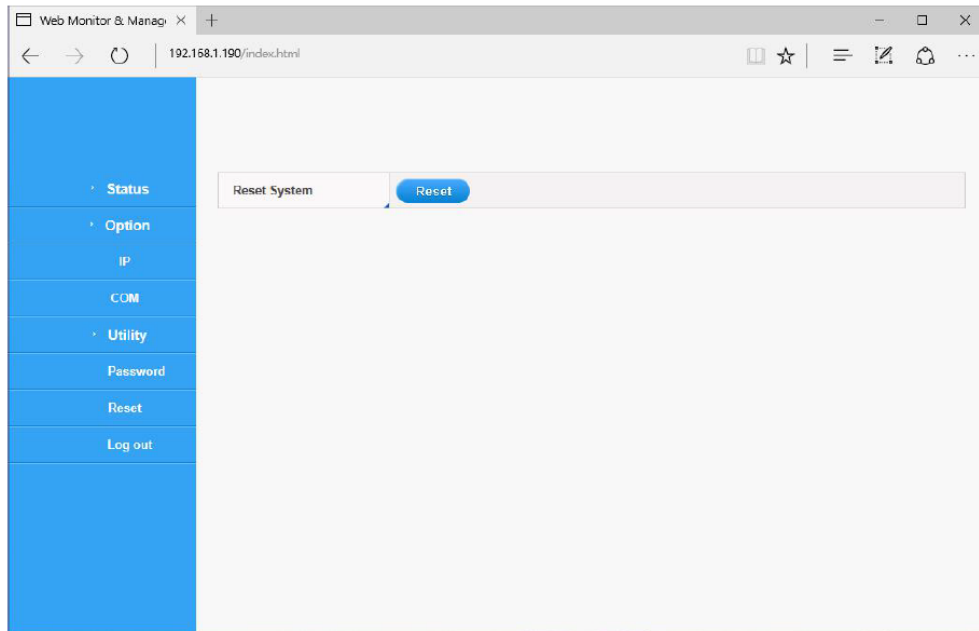 Web Monitor & Manag
192.168.1.190/index.html
Status
Reset System
Reset
Option
IP
COM
Utility
Password
Reset
Log out